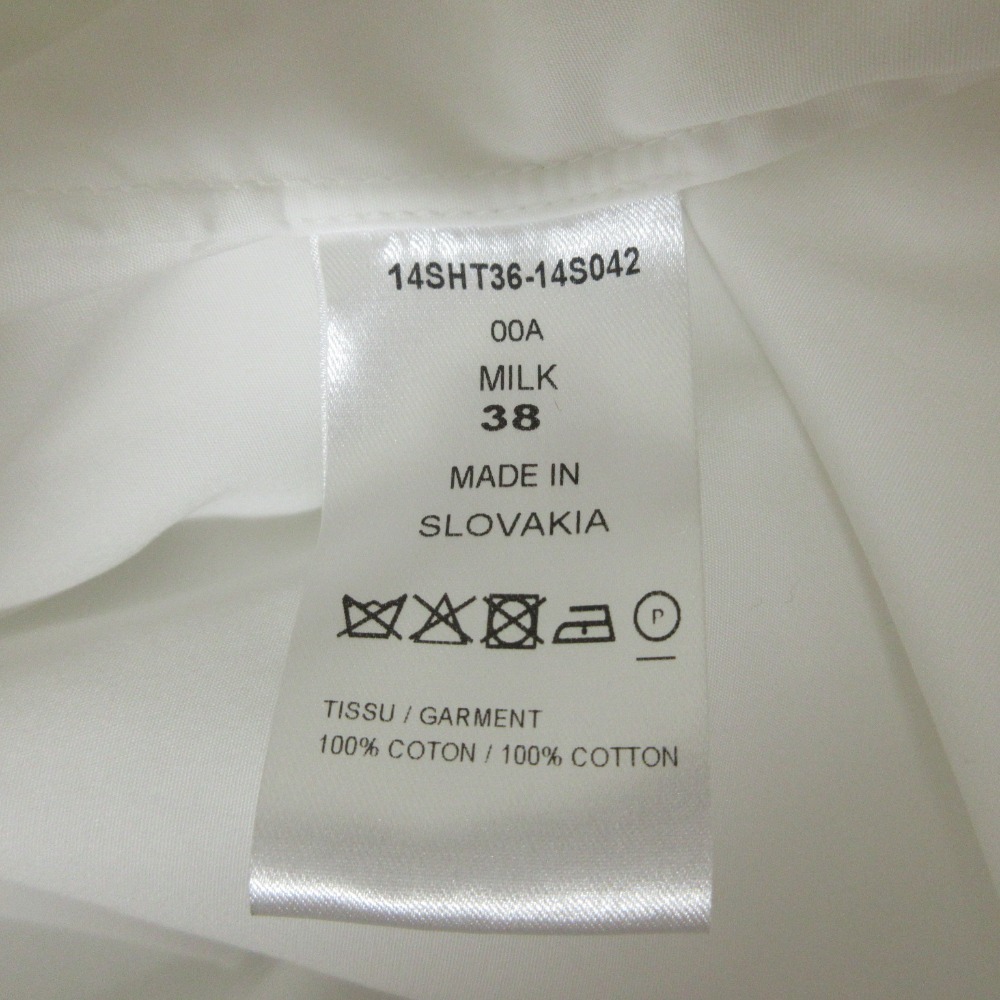 14SHT36-14S042
00A
MILK
38
MADE IN
SLOVAKIA
P
TISSU / GARMENT
100% COTON / 100% COTTON